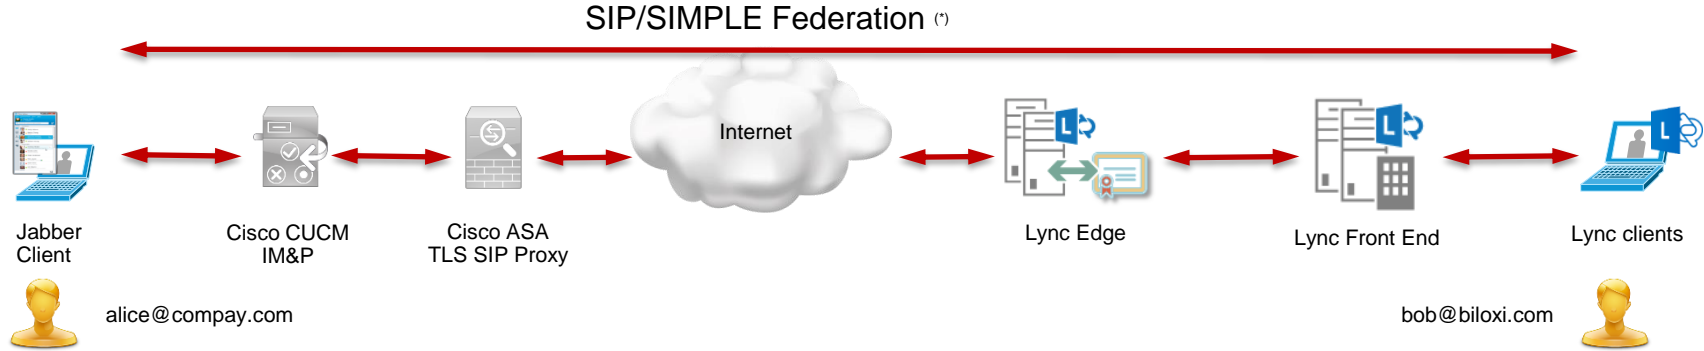 SIP/SIMPLE Federation (*)
Internet
L
L
L
Jabber
Client
Cisco CUCM
IM&P
Cisco ASA
TLS SIP Proxy
Lync Edge
Lync Front End
Lync clients
alice@compay.com
bob@biloxi.com